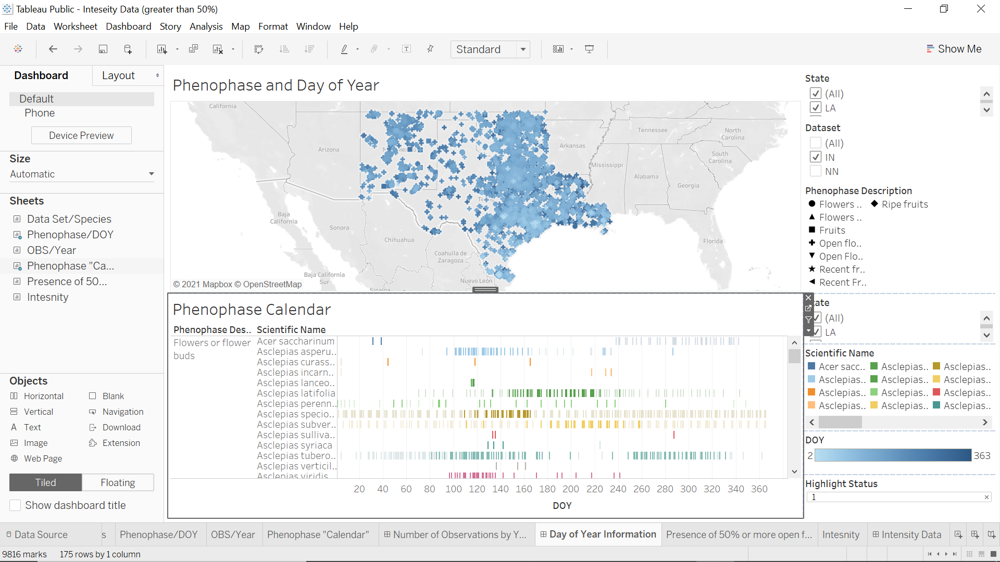 Tableau Public - Inteseity Data (greater than 50%)
File Data Worksheet Dashboard Story Analysis Map Format Window Help
Standard
Show Me
Dashboard
Layout
Default
Phone
Device Preview
Size
Automatic
Sheets
Data Set/Species
Phenophase/DOY
OBS/Year
Phenophase "Ca...
Presence of 50...
Intesnity
Objects
Horizontal Blank
Vertical Navigation
A Text Download
Image Extension
Web Page
Tiled Floating
Show dashboard title
Phenophase and Day of Year
California
Arizona
Tennessee
North
Carolina
Arkansas
South
Carolina
Mississippi
Alabama
Georgia
Baja
California
Sonora
Chihuahua
Florida
Coahuila de
Zaragoza
Baja California
Sur
Nuevo León
Sinaloa
© 2021 Mapbox © OpenStreetMap
Phenophase Calendar
Phenophase Des.. Scientific Name
Flowers or flower
buds
Acer saccharinum
Asclepias asperu..
Asclepias curass..
Asclepias incarn..
Asclepias lanceo..
Asclepias latifolia
Asclepias perenn..
Asclepias specio..
Asclepias subver..
Asclepias sulliva..
Asclepias syriaca
Asclepias tubero..
Asclepias verticil..
Asclepias viridis
20 40 60 80 100 120 140 160 180 200 220 240 260 280 300 320 340 360
DOY
State
(All)
LA
Dataset
(All)
IN
NN
Phenophase Description
Flowers .. Ripe fruits
Flowers ..
Fruits
Open flo..
Open Flo..
Recent fr..
Recent Fr..
tate
(All)
LA
Scientific Name
Acer sacc.. Asclepias.. Asclepias..
Asclepias.. Asclepias.. Asclepias..
Asclepias.. Asclepias.. Asclepias..
Asclepias.. Asclepias.. Asclepias..
DOY
2 363
Highlight Status
1
Data Source s Phenophase/DOY OBS/Year Phenophase "Calendar" Number of Observations by Y... Day of Year Information Presence of 50% or more open f... Intesnity Intensity Data
9816 marks 175 rows by 1 column